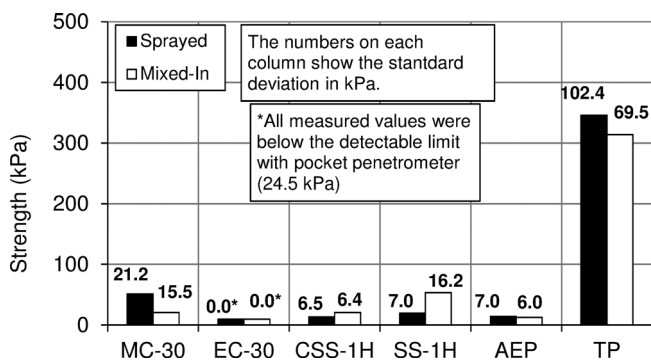 500
400
300
200
100
0
Strength (kPa)
Sprayed
Mixed-In
The numbers on each
column show the stantdard
deviation in kPa.
*All measured values were
below the detectable limit
with pocket penetrometer
(24.5 kPa)
21.2
15.5
0.0*
0.0*
6.5
6.4
7.0
16.2
7.0
6.0
102.4
69.5
MC-30
EC-30
CSS-1H
SS-1H
AEP
TP